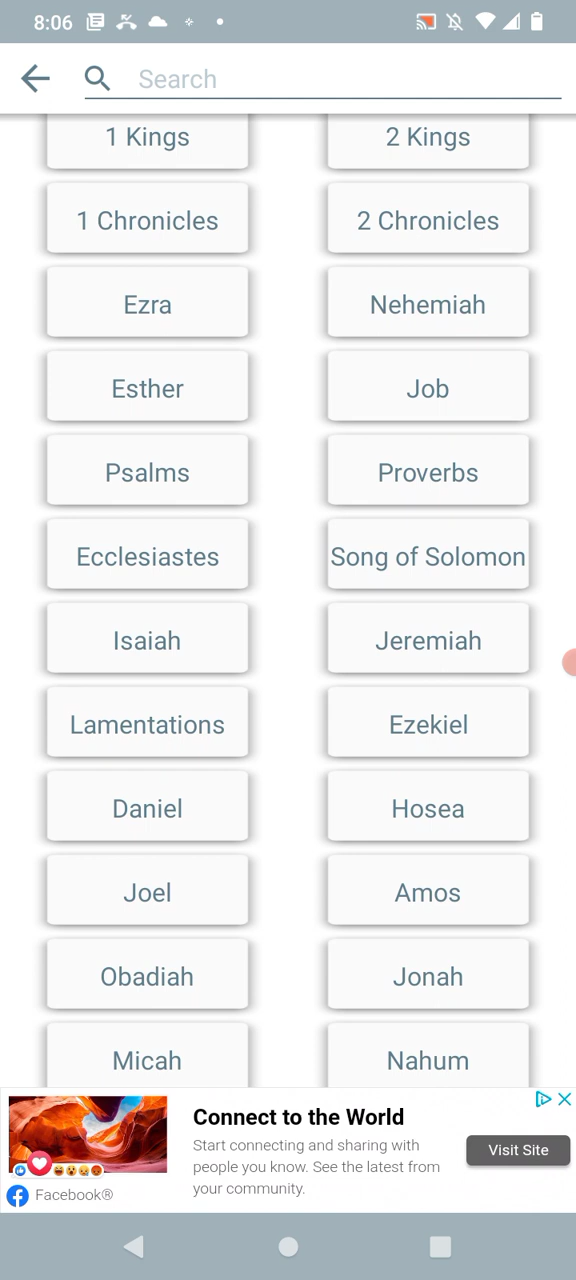 8:06
Search
1 Kings
2 Kings
1 Chronicles
2 Chronicles
Ezra
Nehemiah
Esther
Job
Psalms
Proverbs
Ecclesiastes
Song of Solomon
Isaiah
Jeremiah
Lamentations
Ezekiel
Daniel
Hosea
Joel
Amos
Obadiah
Jonah
Micah
Nahum
Connect to the World
Start connecting and sharing with
people you know. See the latest from
your community.
Visit Site
Facebook®